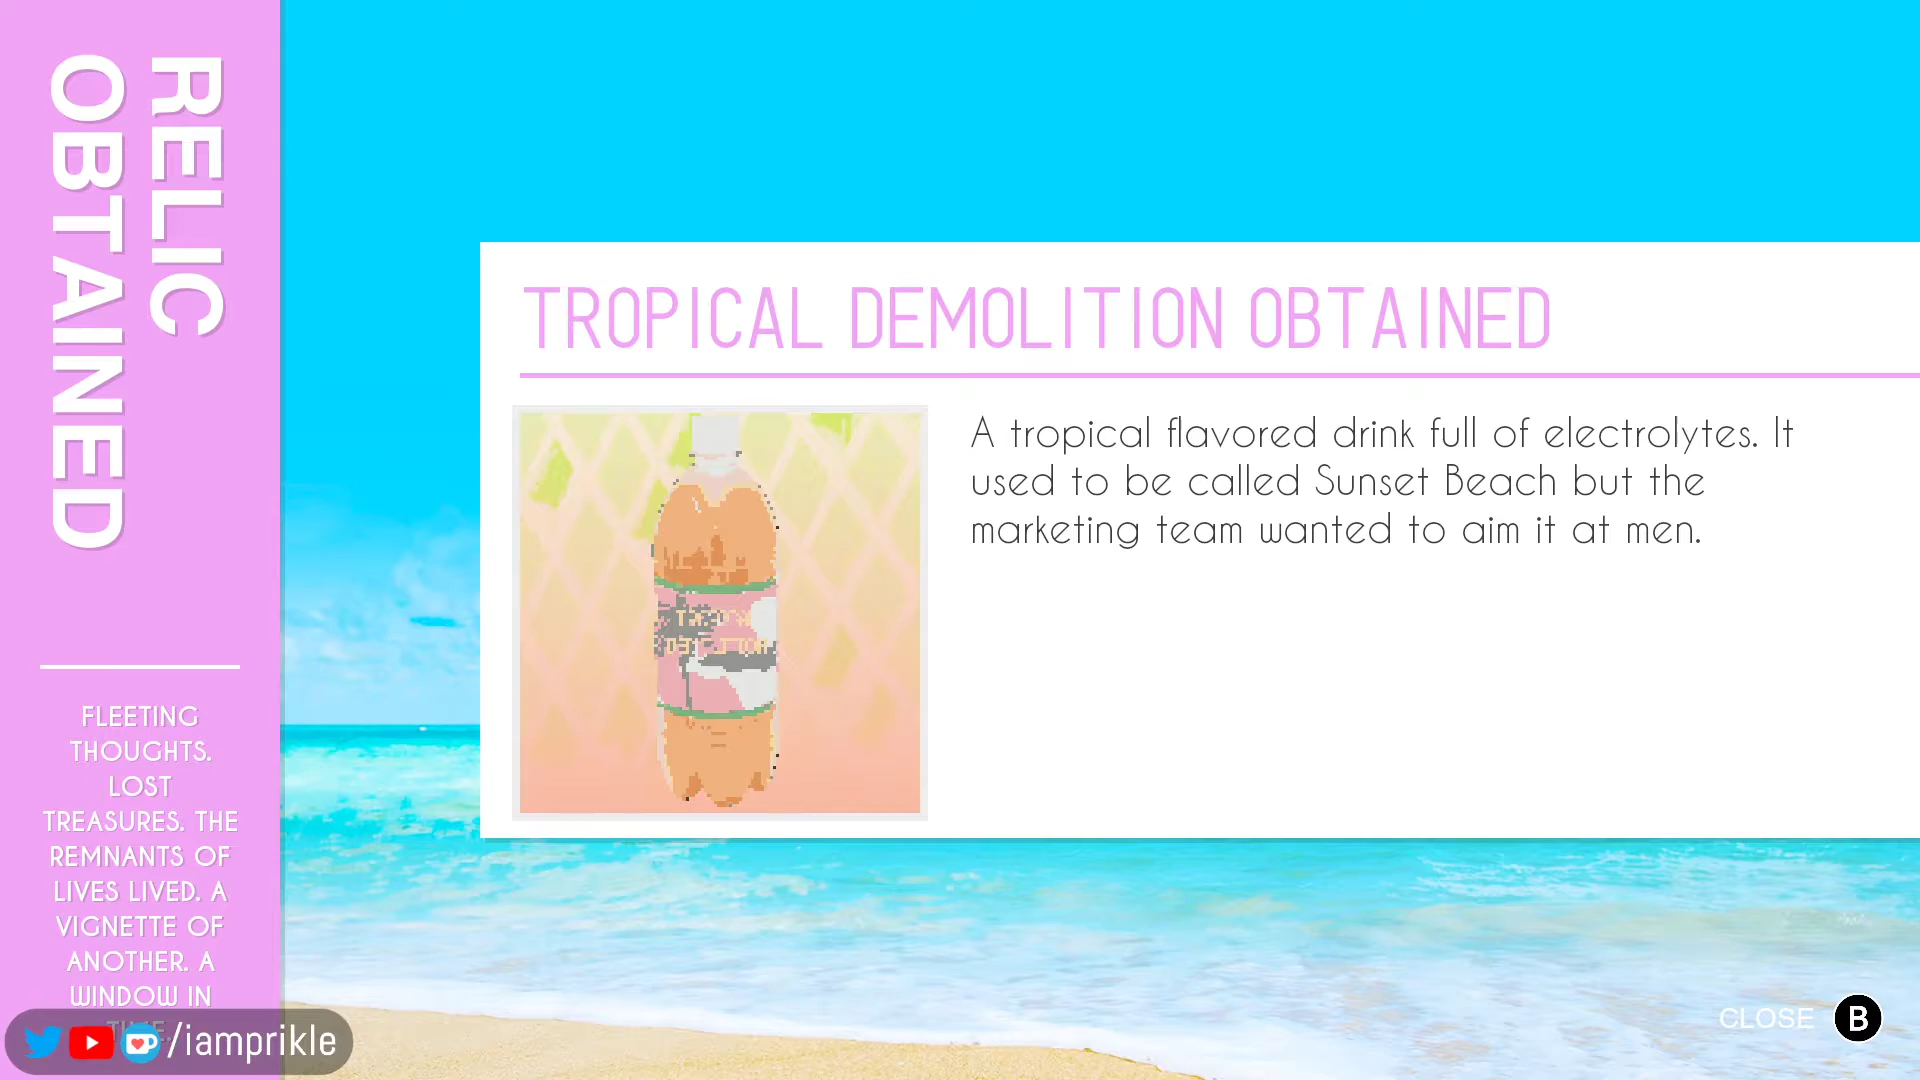 RELIC
OBTAINED
FLEETING
THOUGHTS.
LOST
TREASURES. THE
REMNANTS OF
LIVES LIVED. A
VIGNETTE OF
ANOTHER. A
WINDOW IN
TIME.
TROPICAL DEMOLITION OBTAINED
A tropical flavored drink full of electrolytes. It
used to be called Sunset Beach but the
marketing team wanted to aim it at men.
/iamprikle
CLOSE B